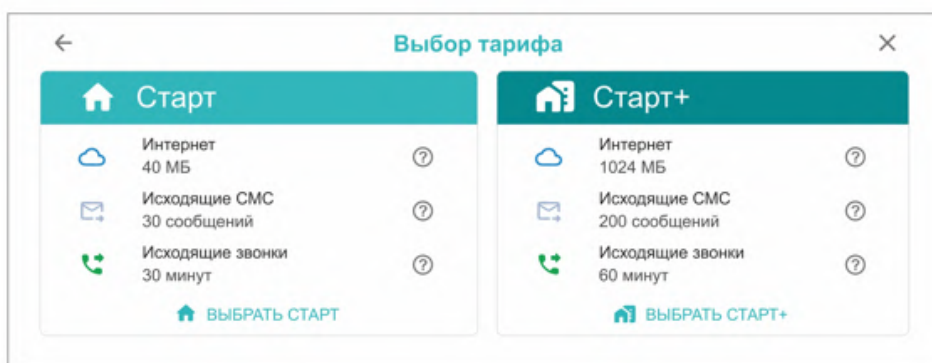 Выбор тарифа
Старт
Интернет
40 МБ
Исходящие СМС
30 сообщений
Исходящие звонки
30 минут
ВЫБРАТЬ СТАРТ
Старт+
Интернет
1024 МБ
Исходящие СМС
200 сообщений
Исходящие звонки
60 минут
ВЫБРАТЬ СТАРТ+